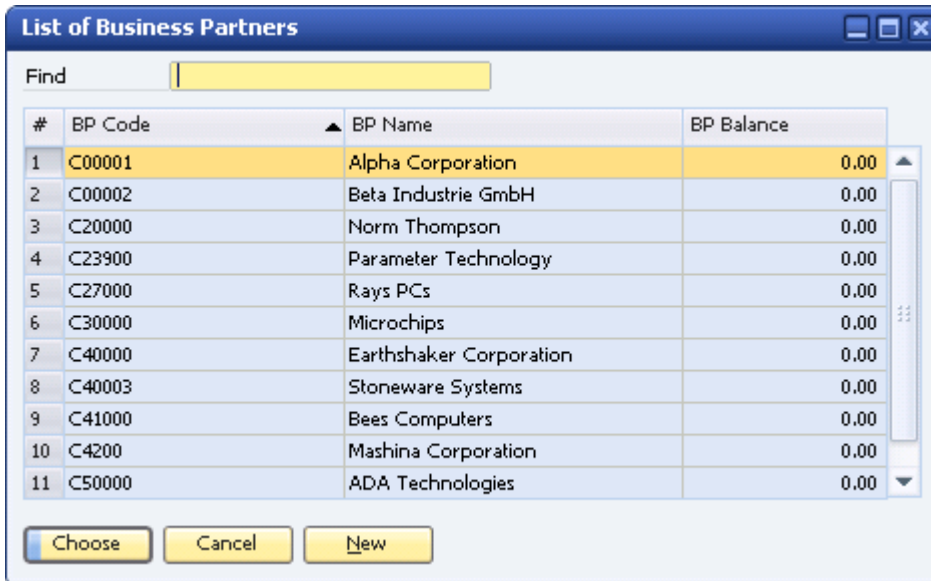 List of Business Partners
Find
# BP Code BP Name BP Balance
1 C00001 Alpha Corporation 0.00
2 C00002 Beta Industrie GmbH 0.00
3 C20000 Norm Thompson 0.00
4 C23900 Parameter Technology 0.00
5 C27000 Rays PCs 0.00
6 C30000 Microchips 0.00
7 C40000 Earthshaker Corporation 0.00
8 C40003 Stoneware Systems 0.00
9 C41000 Bees Computers 0.00
10 C4200 Mashina Corporation 0.00
11 C50000 ADA Technologies 0.00
Choose Cancel New